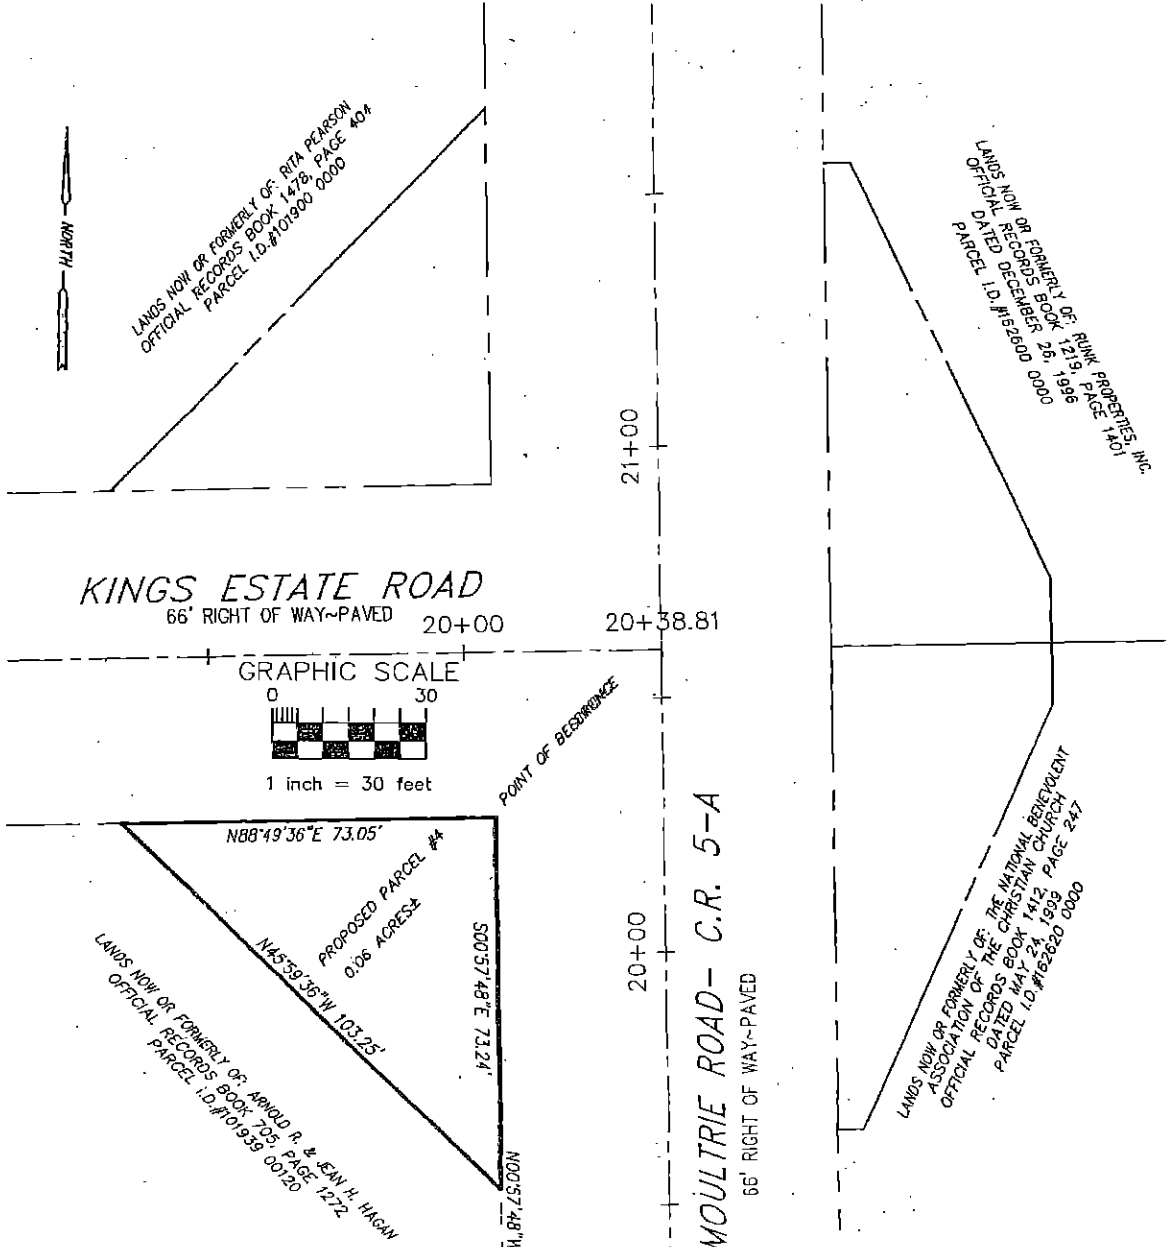 LANDS NOW OR FORMERLY OF: RITA PEARSON
OFFICIAL RECORDS BOOK 1478, PAGE 404
PARCEL I.D.#101900 0000
NORTH
LANDS NOW OR FORMERLY OF: RUNK PROPERTIES, INC.
OFFICIAL RECORDS BOOK 1219, PAGE 1401
DATED DECEMBER 26, 1996
PARCEL I.D.#162600 0000
21+00
KINGS ESTATE ROAD
66' RIGHT OF WAY~PAVED
20+00
20+38.81
GRAPHIC SCALE
0 30
1 inch = 30 feet
POINT OF
N88°49'36"E 73.05'
PROPOSED PARCEL #4
0.06 ACRES±
S00°57'48"E 73.24'
N45°59'36"W 103.25'
N00°57'48"W
LANDS NOW OR FORMERLY OF: ARNOLD R. & JEAN H. HAGAN
OFFICIAL RECORDS BOOK 705, PAGE 1272
PARCEL I.D.#101939 00120
20+00
MOULTRIE ROAD- C.R. 5-A
66' RIGHT OF WAY~PAVED
LANDS NOW OR FORMERLY OF: THE NATIONAL BENEVOLENT
ASSOCIATION OF THE CHRISTIAN CHURCH
OFFICIAL RECORDS BOOK 1412, PAGE 247
DATED MAY 24, 1999
PARCEL I.D.#162620 0000